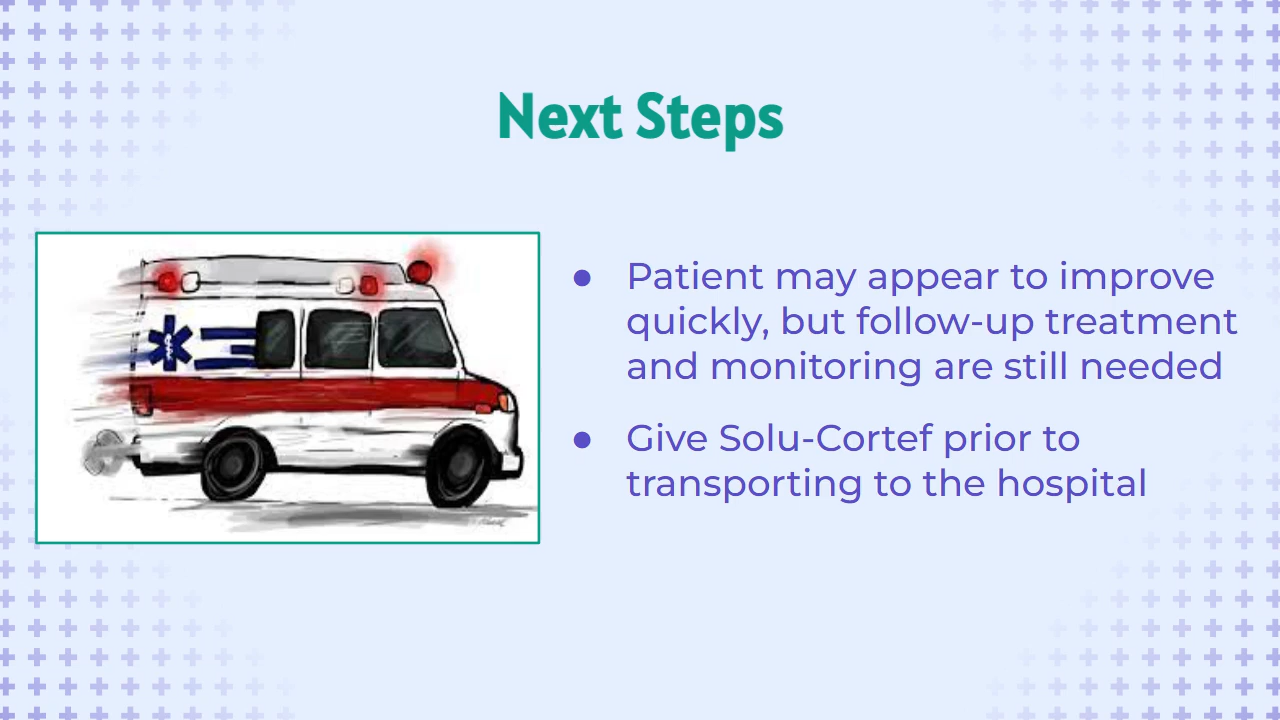 Next Steps
● Patient may appear to improve
quickly, but follow-up treatment
and monitoring are still needed
● Give Solu-Cortef prior to
transporting to the hospital